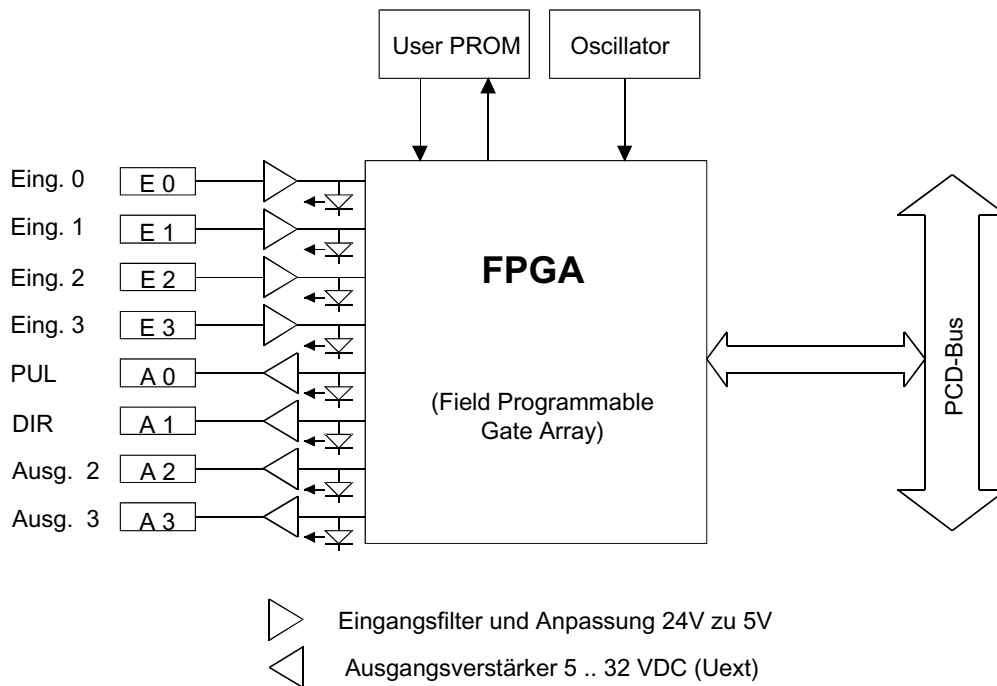 User PROM
Oscillator
Eing. 0
E 0
Eing. 1
E 1
Eing. 2
E 2
Eing. 3
E 3
PUL
A 0
DIR
A 1
Ausg. 2
A 2
Ausg. 3
A 3
FPGA
(Field Programmable
Gate Array)
PCD-Bus
Eingangsfilter und Anpassung 24V zu 5V
Ausgangsverstärker 5 .. 32 VDC (Uext)